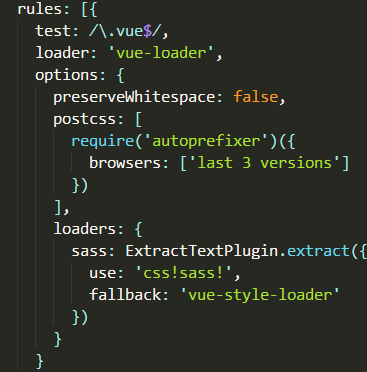 rules: [{
  test: /\.vue$/,
  loader: 'vue-loader',
  options: {
    preserveWhitespace: false,
    postcss: [
      require('autoprefixer')({
        browsers: ['last 3 versions']
      })
    ],
    loaders: {
      sass: ExtractTextPlugin.extract({
        use: 'css!sass!',
        fallback: 'vue-style-loader'
      })
    }
  }